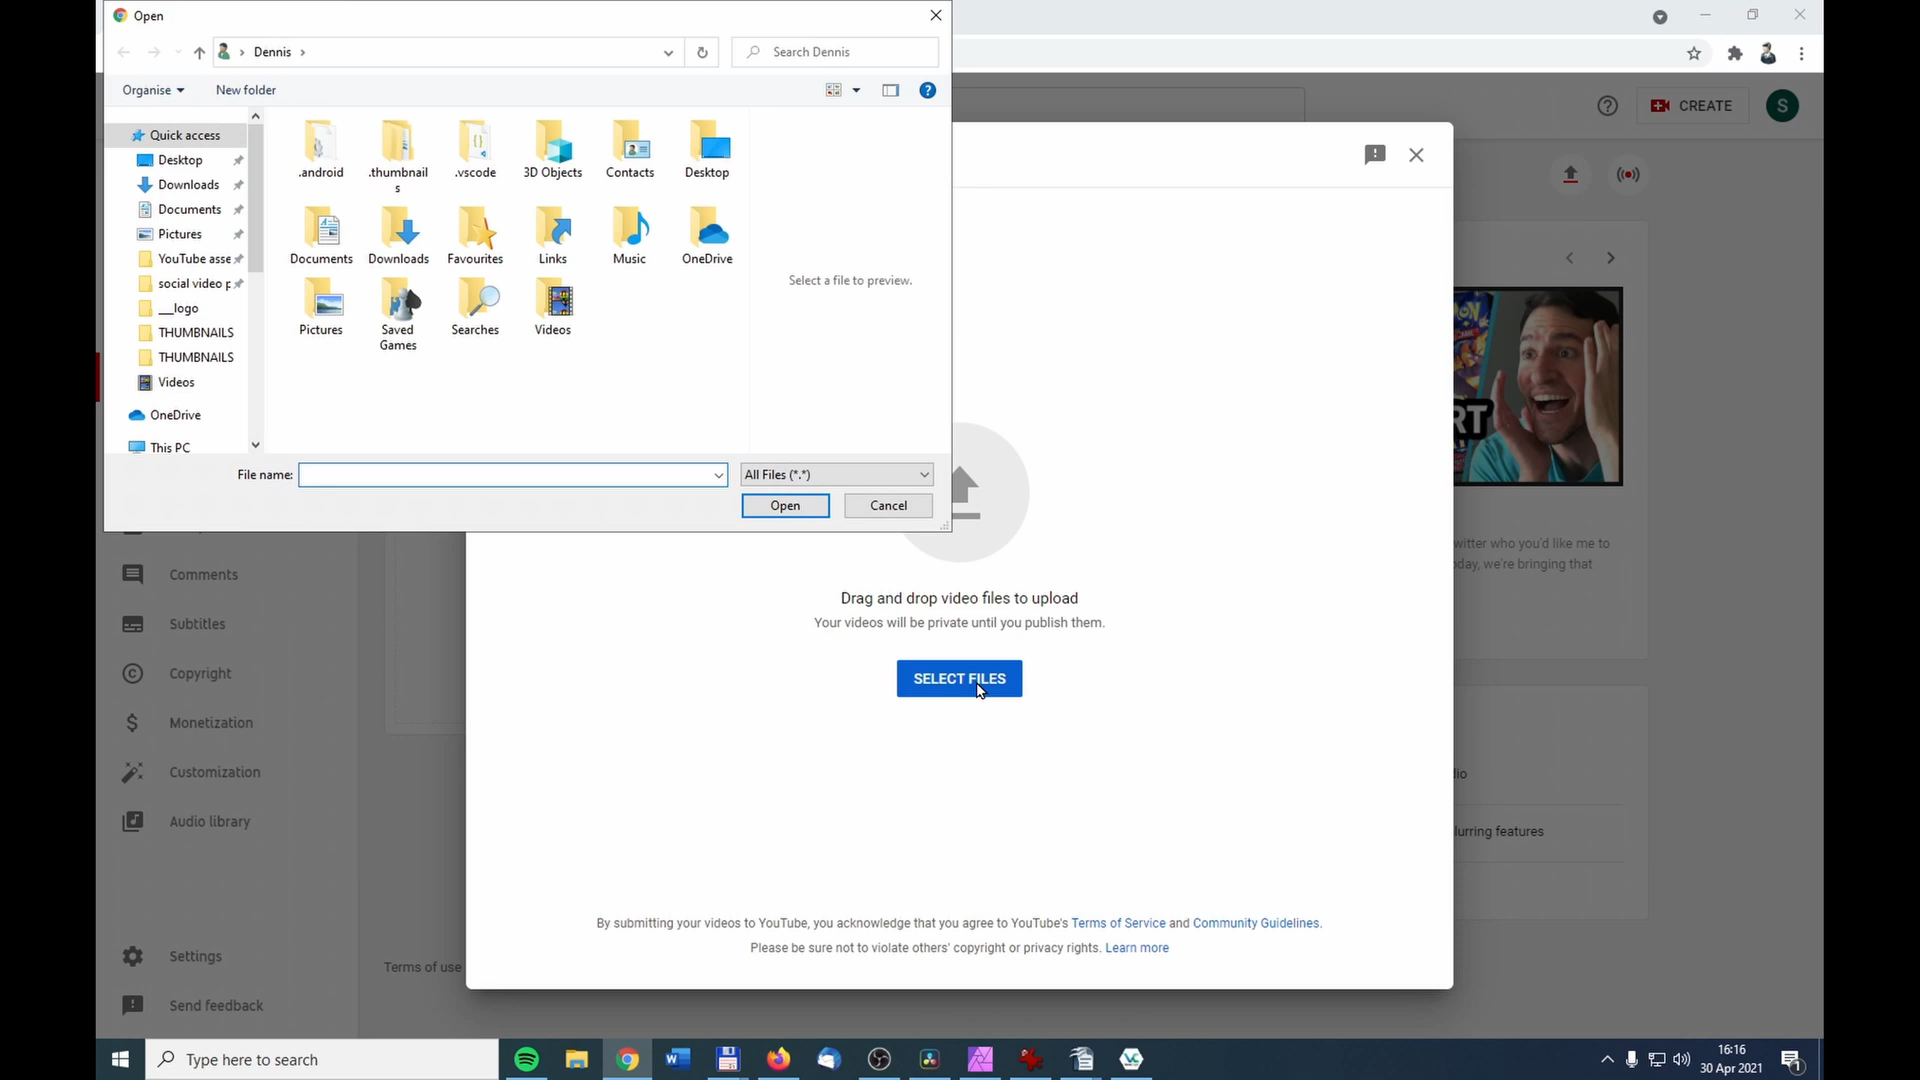 Open
Dennis
Search Dennis
Organise
New folder
Quick access
Desktop
Downloads
Documents
Pictures
YouTube asse
social video p
__logo
THUMBNAILS
THUMBNAILS
Videos
OneDrive
This PC
.android
.thumbnail
s
.vscode
3D Objects
Contacts
Desktop
Documents
Downloads
Favourites
Links
Music
OneDrive
Pictures
Saved
Games
Searches
Videos
Select a file to preview.
File name:
All Files (*.*)
Open
Cancel
CREATE
S
RT
witter who you'd like me to
oday, we're bringing that
Drag and drop video files to upload
Your videos will be private until you publish them.
SELECT FILES
Comments
Subtitles
Copyright
Monetization
Customization
Audio library
Settings
Send feedback
Terms of use
dio
lurring features
By submitting your videos to YouTube, you acknowledge that you agree to YouTube's Terms of Service and Community Guidelines.
Please be sure not to violate others' copyright or privacy rights. Learn more
Type here to search
16:16
30 Apr 2021
1